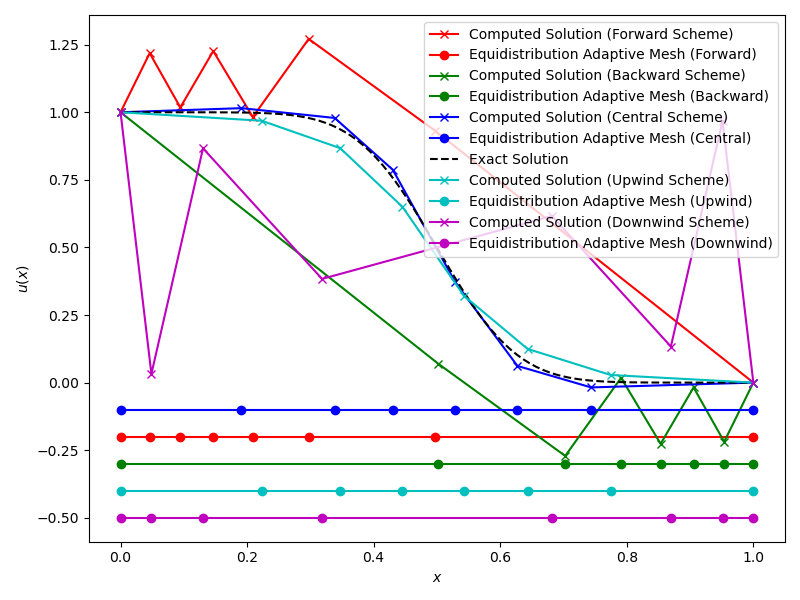 Computed Solution (Forward Scheme)
Equidistribution Adaptive Mesh (Forward)
Computed Solution (Backward Scheme)
Equidistribution Adaptive Mesh (Backward)
Computed Solution (Central Scheme)
Equidistribution Adaptive Mesh (Central)
Exact Solution
Computed Solution (Upwind Scheme)
Equidistribution Adaptive Mesh (Upwind)
Computed Solution (Downwind Scheme)
Equidistribution Adaptive Mesh (Downwind)
1.25
1.00
0.75
0.50
0.25
0.00
−0.25
−0.50
u(x)
0.0 0.2 0.4 0.6 0.8 1.0
x